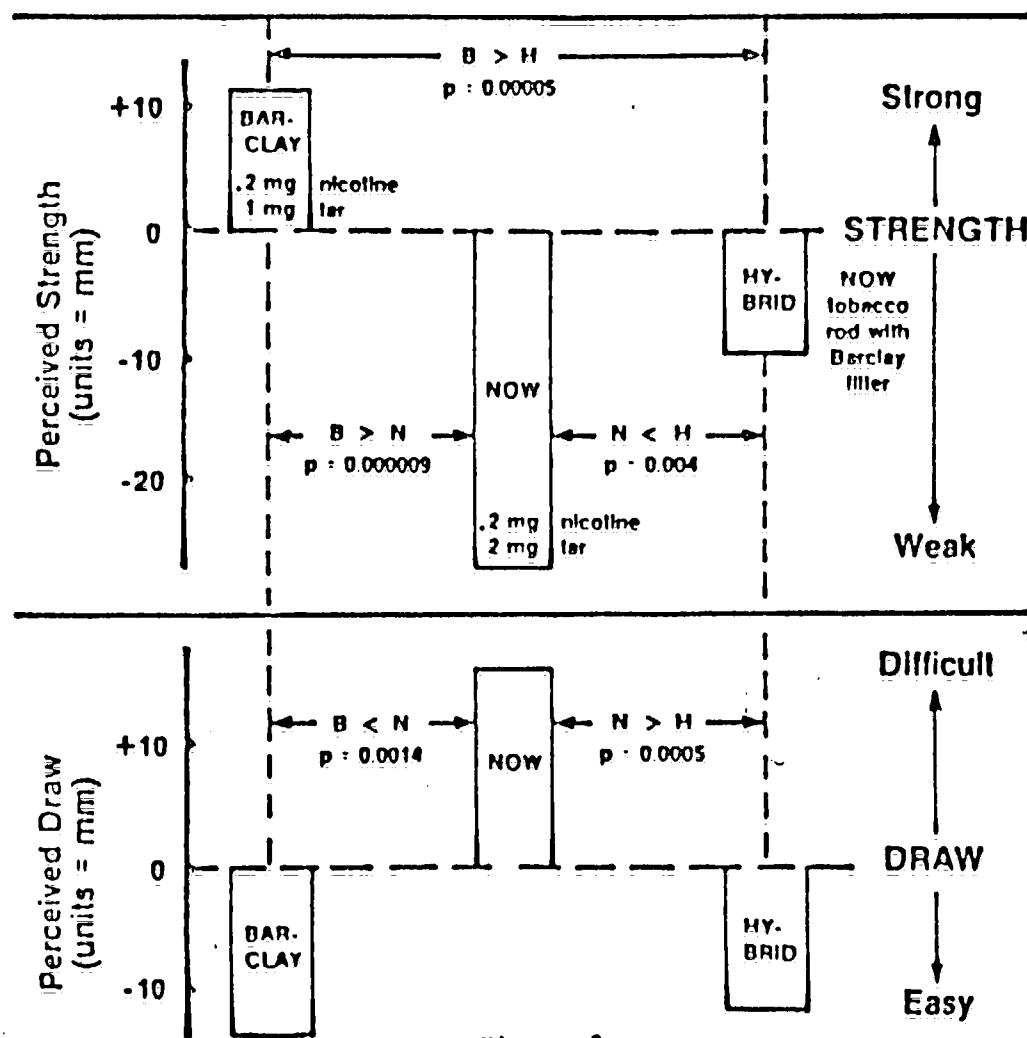 B > H
p = 0.00005
+10
0
-10
-20
Perceived Strength
(units = mm)
BAR-
CLAY
.2 mg nicotine
1 mg tar
NOW
.2 mg nicotine
2 mg tar
HY-
BRID
B > N
p = 0.000009
N < H
p = 0.004
Strong
STRENGTH
NOW
tobacco
rod with
Barclay
filter
Weak
+10
0
-10
Perceived Draw
(units = mm)
B < N
p = 0.0014
N > H
p = 0.0005
BAR-
CLAY
NOW
HY-
BRID
Difficult
DRAW
Easy